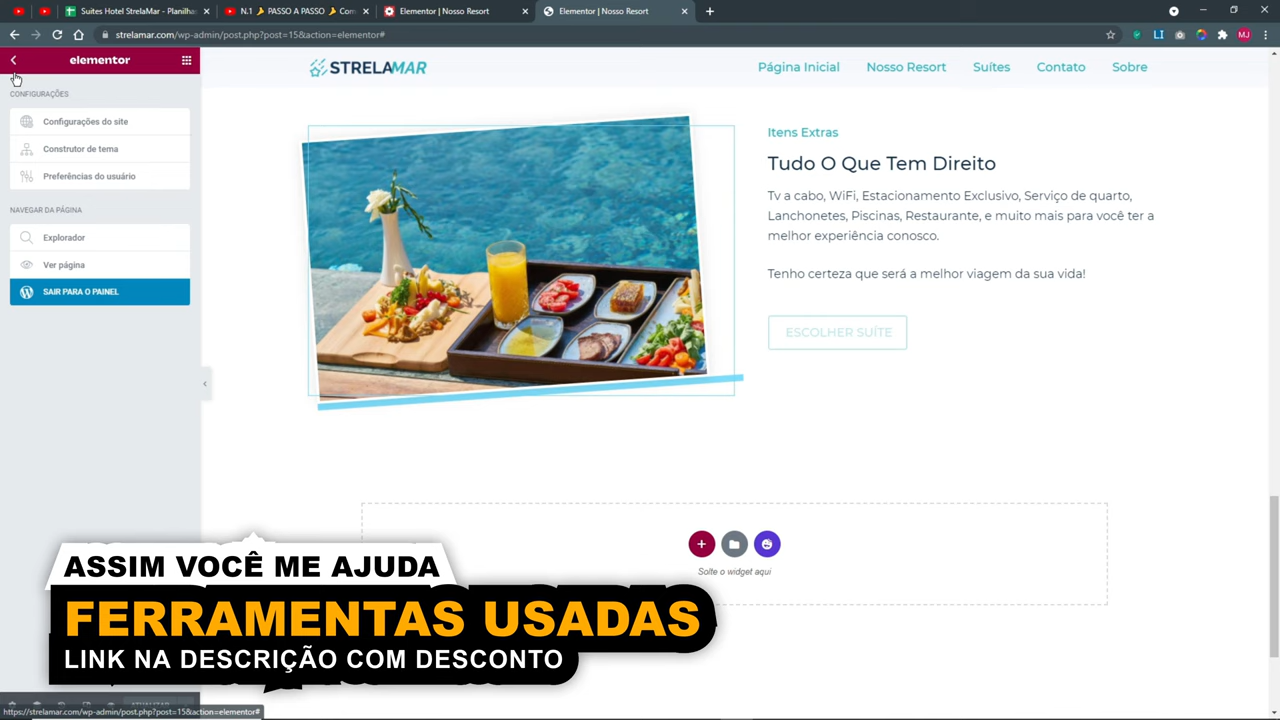 Suites Hotel StrelaMar - Planilha
N.1 PASSO A PASSO Com
Elementor | Nosso Resort
Elementor | Nosso Resort
strelamar.com/wp-admin/post.php?post=15&action=elementor#
MJ
elementor
CONFIGURAÇÕES
Configurações do site
Construtor de tema
Preferências do usuário
NAVEGAR DA PÁGINA
Explorador
Ver página
SAIR PARA O PAINEL
STRELAMAR
Página Inicial
Nosso Resort
Suítes
Contato
Sobre
Itens Extras
Tudo O Que Tem Direito
Tv a cabo, WiFi, Estacionamento Exclusivo, Serviço de quarto,
Lanchonetes, Piscinas, Restaurante, e muito mais para você ter a
melhor experiência conosco.
Tenho certeza que será a melhor viagem da sua vida!
ESCOLHER SUÍTE
Solte o widget aqui
ASSIM VOCÊ ME AJUDA
FERRAMENTAS USADAS
LINK NA DESCRIÇÃO COM DESCONTO
ATUALIZAR
https://strelamar.com/wp-admin/post.php?post=15&action=elementor#